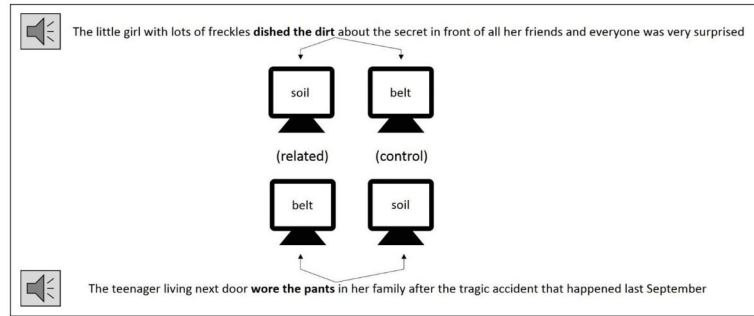 The little girl with lots of freckles dished the dirt about the secret in front of all her friends and everyone was very surprised
soil belt
(related) (control)
belt soil
The teenager living next door wore the pants in her family after the tragic accident that happened last September